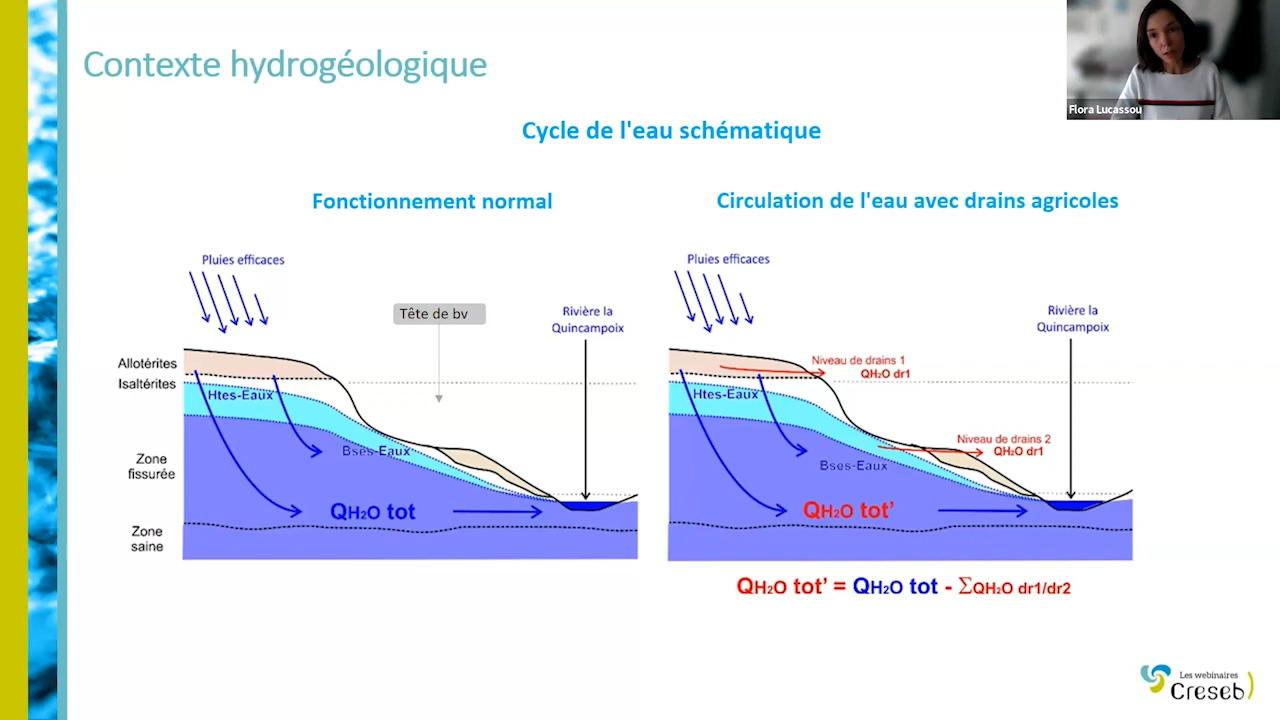 Contexte hydrogéologique
Flora Lucassou
Cycle de l'eau schématique
Fonctionnement normal
Pluies efficaces
Tête de bv
Rivière la
Quincampoix
Allotérites
Isaltérites
Htes-Eaux
Zone
fissurée
Bses-Eaux
QH₂O tot
Zone
saine
Circulation de l'eau avec drains agricoles
Pluies efficaces
Rivière la
Quincampoix
Niveau de drains 1
QH₂O dr1
Htes-Eaux
Niveau de drains 2
QH₂O dr1
Bses-Eaux
QH₂O tot’
QH₂O tot’ = QH₂O tot - ΣQH₂O dr1/dr2
Les webinaires
Creseb